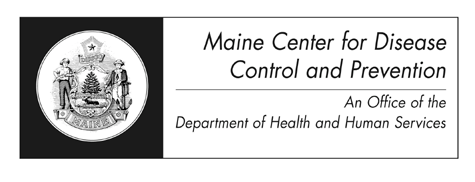 MAINE
Maine Center for Disease
Control and Prevention
An Office of the
Department of Health and Human Services